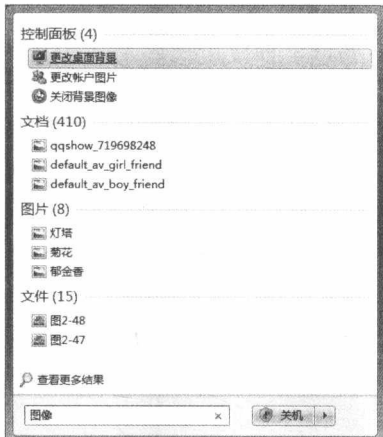 控制面板 (4)
更改桌面背景
更改帐户图片
关闭背景图像
文档 (410)
qqshow_719698248
default_av_girl_friend
default_av_boy_friend
图片 (8)
灯塔
菊花
郁金香
文件 (15)
图2-48
图2-47
查看更多结果
图像 × 关机